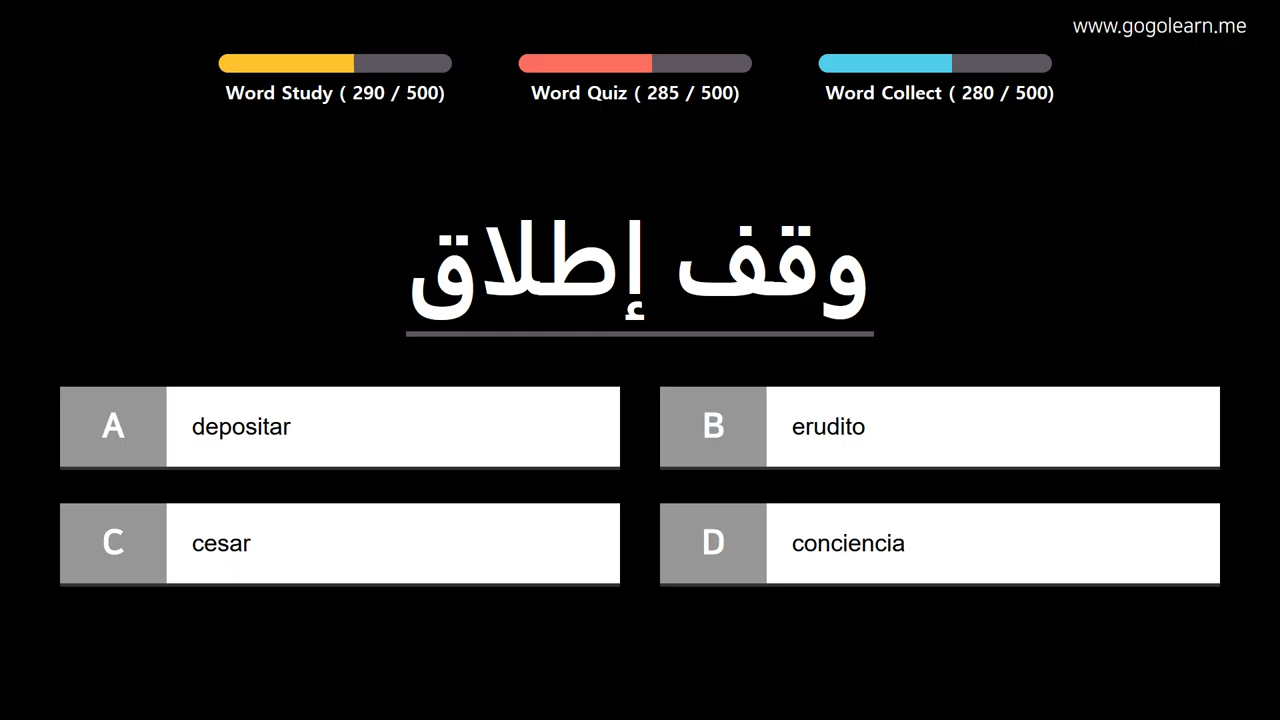 www.gogolearn.me
Word Study ( 290 / 500)
Word Quiz ( 285 / 500)
Word Collect ( 280 / 500)
وقف إطلاق
A depositar
B erudito
C cesar
D conciencia